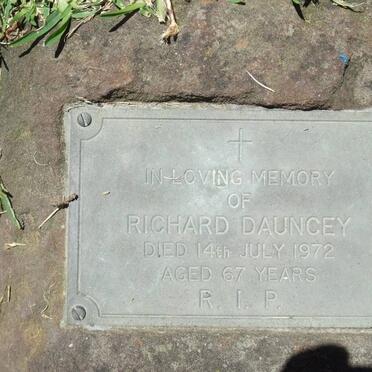 IN LOVING MEMORY
OF
RICHARD DAUNCEY
DIED 14th JULY 1972
AGED 67 YEARS
R. I. P.